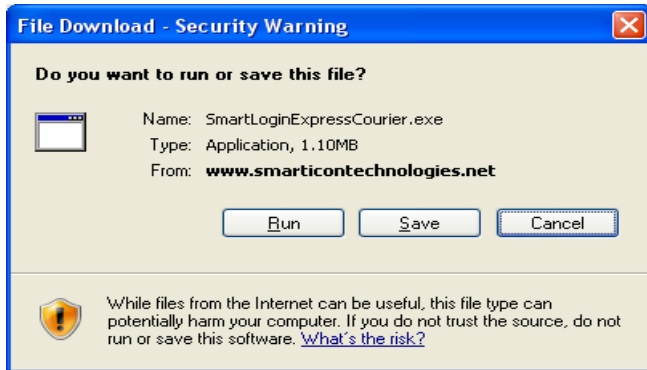 File Download - Security Warning
Do you want to run or save this file?
Name: SmartLoginExpressCourier.exe
Type: Application, 1.10MB
From: www.smarticontechnologies.net
Run Save Cancel
While files from the Internet can be useful, this file type can
potentially harm your computer. If you do not trust the source, do not
run or save this software. What's the risk?